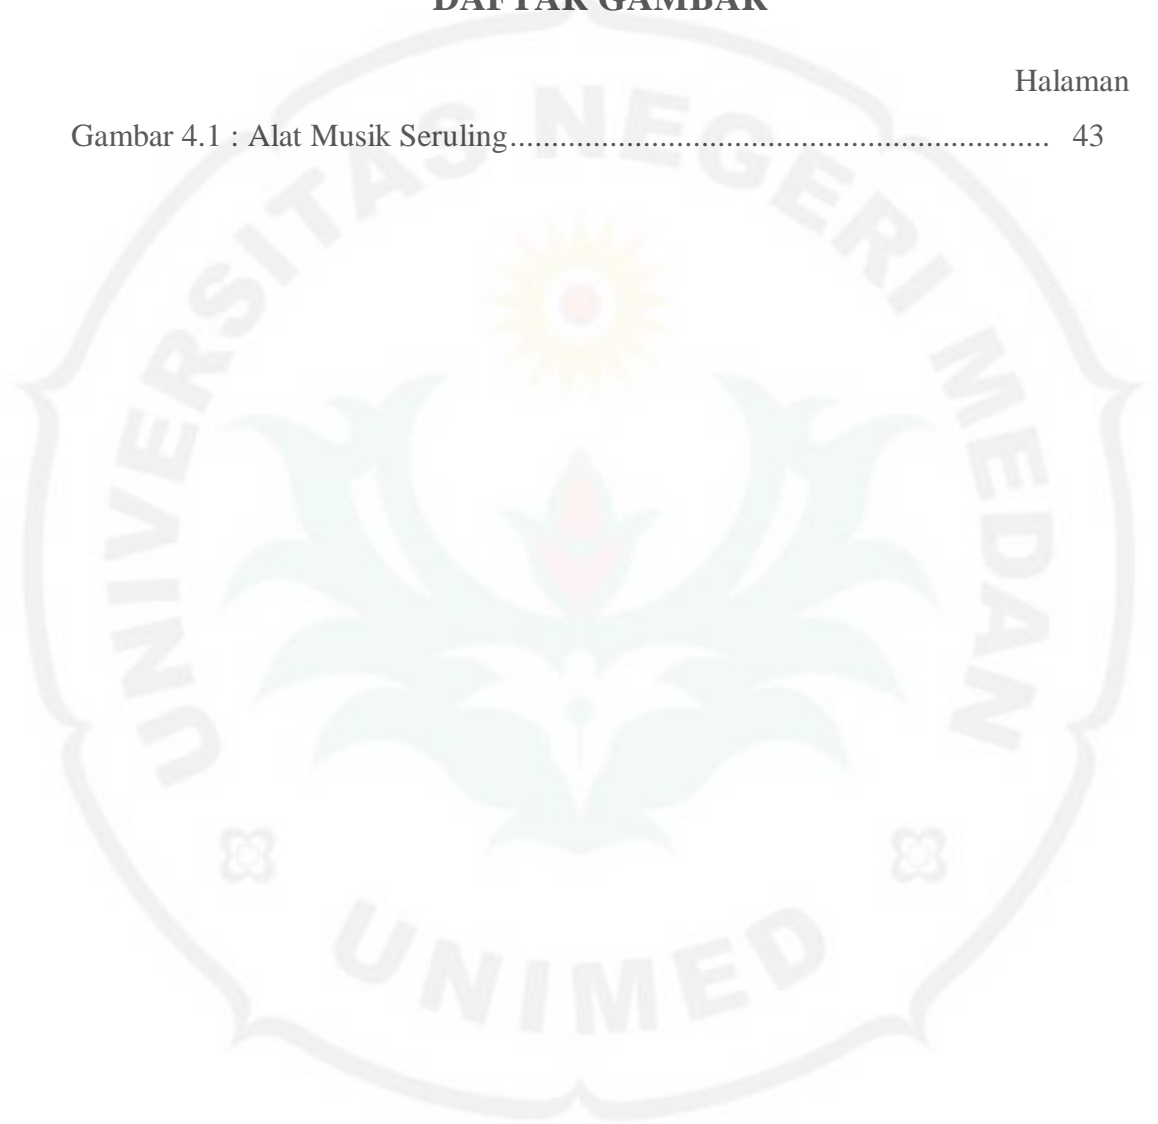 DAFTAR GAMBAR
Halaman
Gambar 4.1 : Alat Musik Seruling................................................................. 43
UNIVERSITAS NEGERI MEDAN
UNIMED